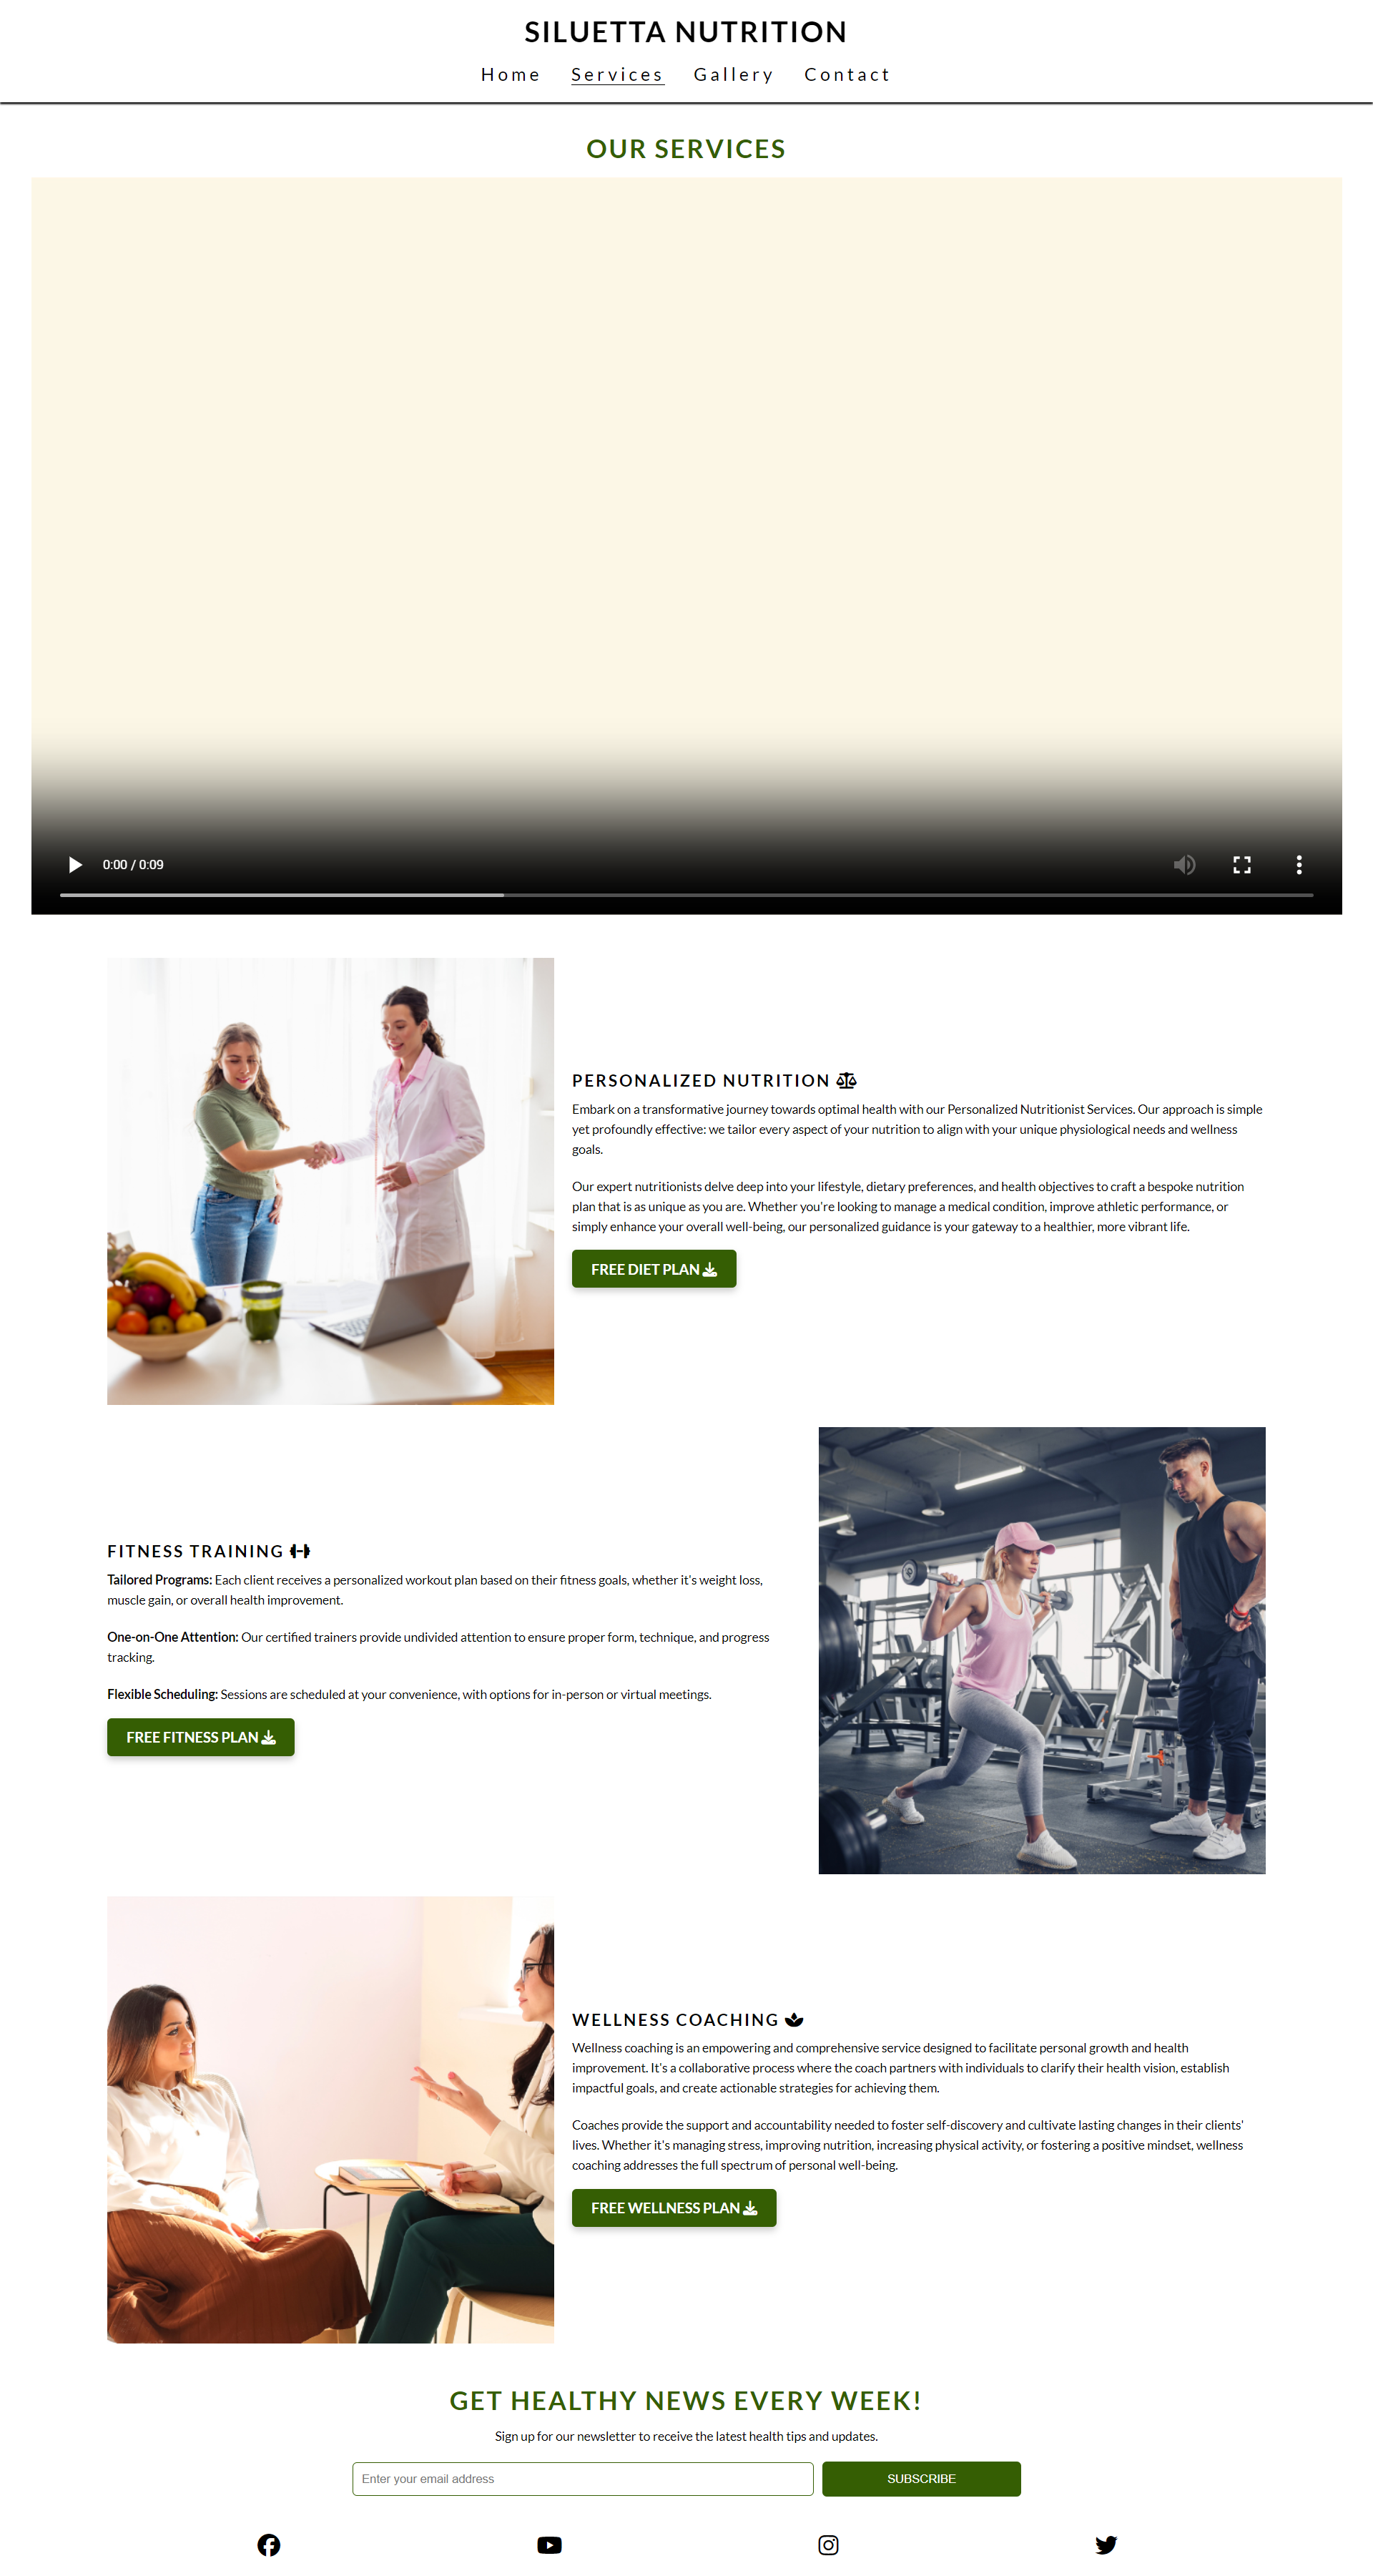 SILUETTA NUTRITION
Home Services Gallery Contact
OUR SERVICES
0:00 / 0:09
PERSONALIZED NUTRITION
Embark on a transformative journey towards optimal health with our Personalized Nutritionist Services. Our approach is simple
yet profoundly effective: we tailor every aspect of your nutrition to align with your unique physiological needs and wellness
goals.
Our expert nutritionists delve deep into your lifestyle, dietary preferences, and health objectives to craft a bespoke nutrition
plan that is as unique as you are. Whether you're looking to manage a medical condition, improve athletic performance, or
simply enhance your overall well-being, our personalized guidance is your gateway to a healthier, more vibrant life.
FREE DIET PLAN
FITNESS TRAINING
Tailored Programs: Each client receives a personalized workout plan based on their fitness goals, whether it's weight loss,
muscle gain, or overall health improvement.
One-on-One Attention: Our certified trainers provide undivided attention to ensure proper form, technique, and progress
tracking.
Flexible Scheduling: Sessions are scheduled at your convenience, with options for in-person or virtual meetings.
FREE FITNESS PLAN
WELLNESS COACHING
Wellness coaching is an empowering and comprehensive service designed to facilitate personal growth and health
improvement. It's a collaborative process where the coach partners with individuals to clarify their health vision, establish
impactful goals, and create actionable strategies for achieving them.
Coaches provide the support and accountability needed to foster self-discovery and cultivate lasting changes in their clients'
lives. Whether it's managing stress, improving nutrition, increasing physical activity, or fostering a positive mindset, wellness
coaching addresses the full spectrum of personal well-being.
FREE WELLNESS PLAN
GET HEALTHY NEWS EVERY WEEK!
Sign up for our newsletter to receive the latest health tips and updates.
Enter your email address
SUBSCRIBE